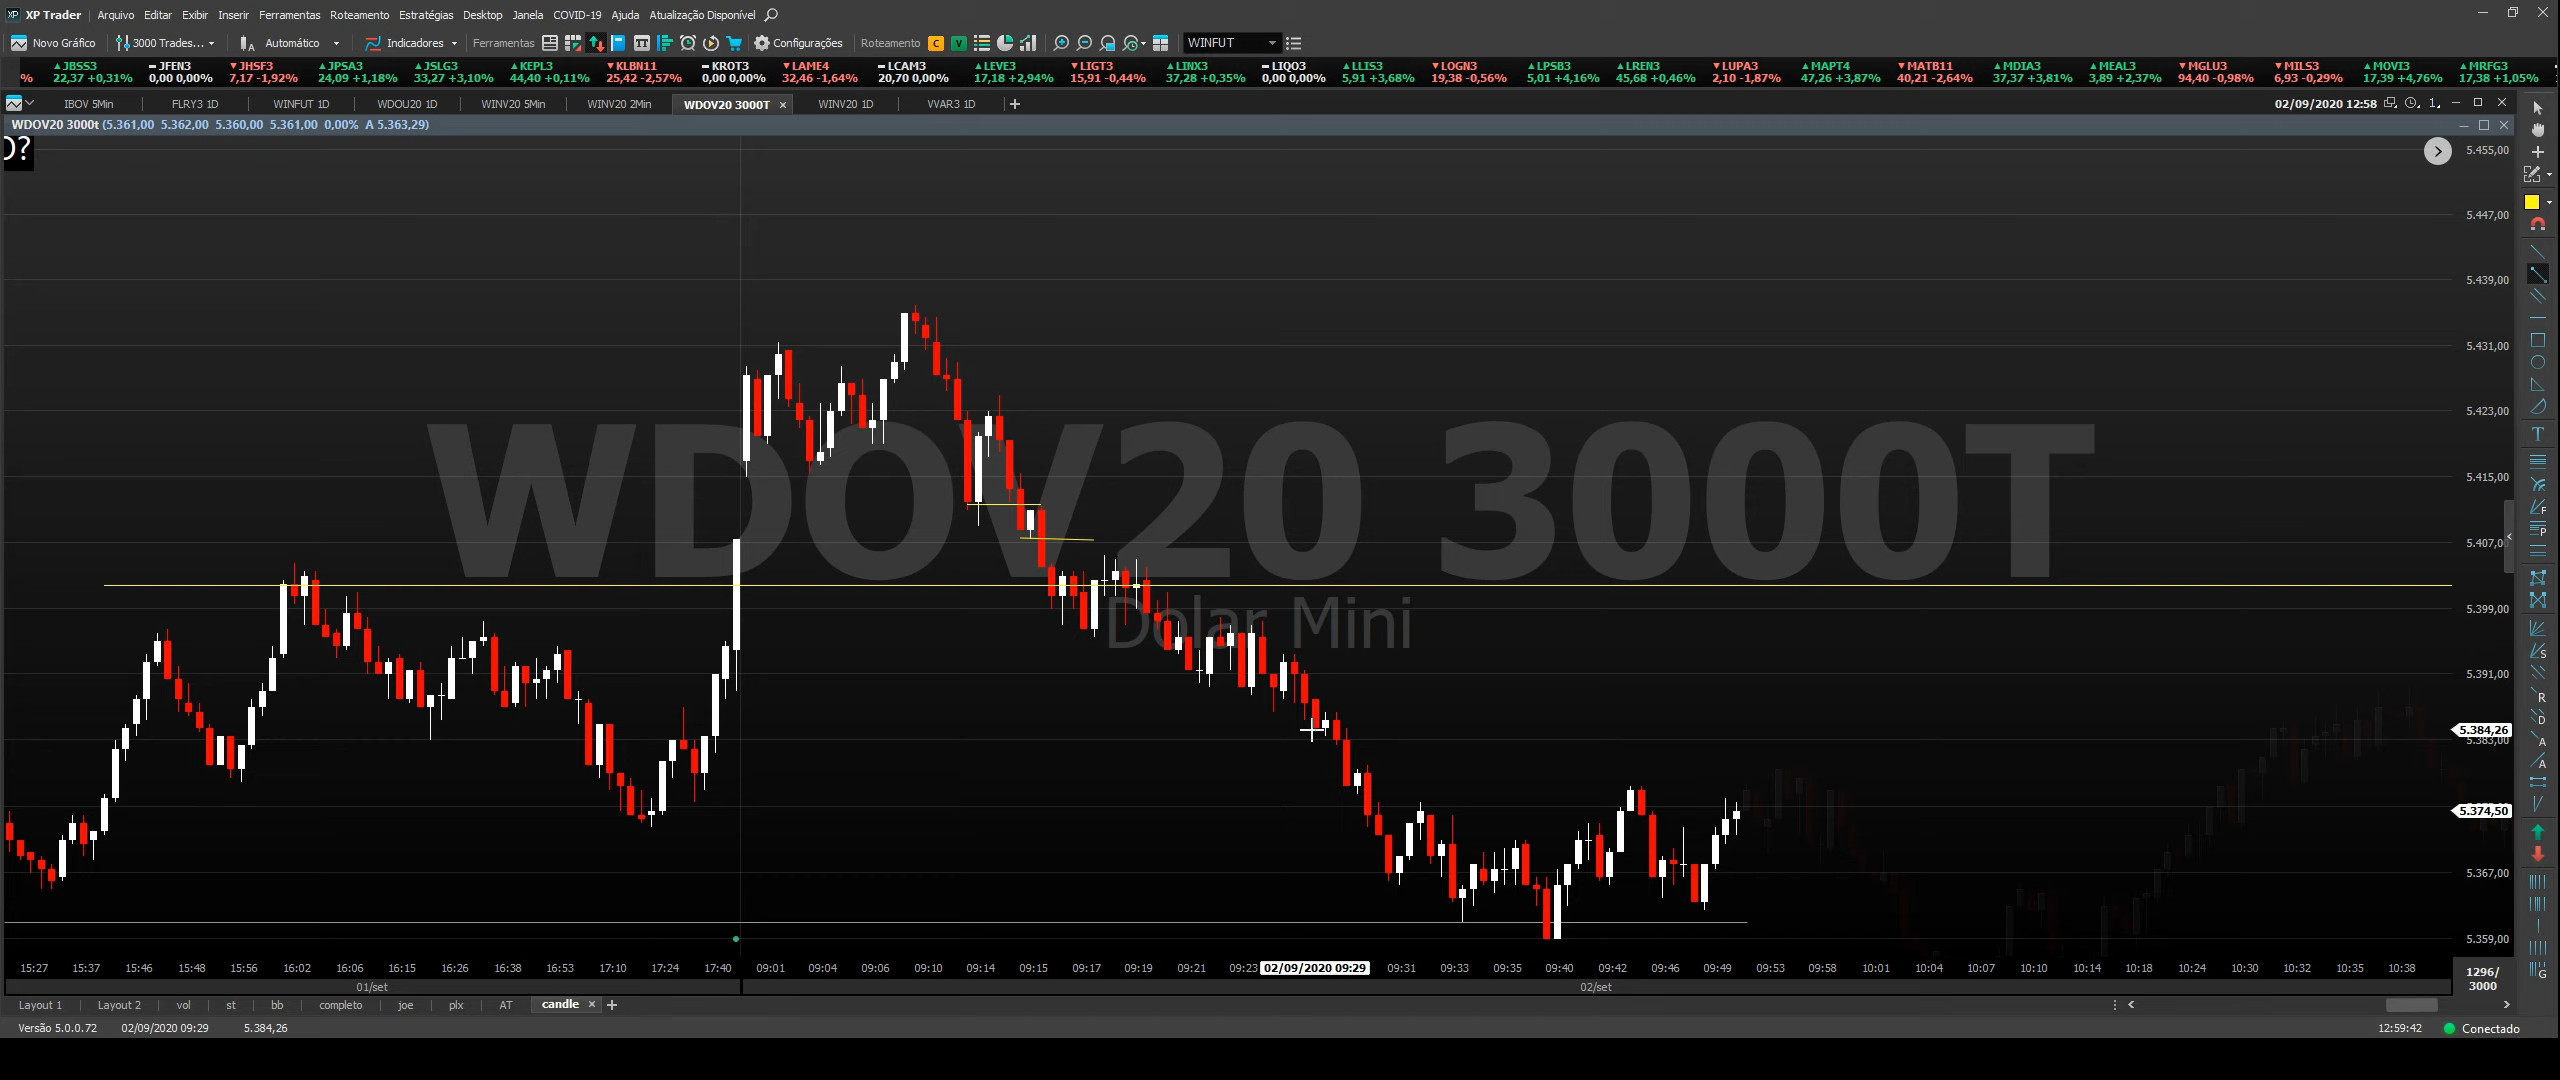 XP XP Trader Arquivo Editar Exibir Inserir Ferramentas Roteamento Estratégias Desktop Janela COVID-19 Ajuda Atualização Disponível
Novo Gráfico 3000 Trades... Automático Indicadores Ferramentas Configurações Roteamento C V WINFUT
JBSS3 JFEN3 JHSF3 JPSA3 JSLG3 KEPL3 KLBN11 KROT3 LAME4 LCAM3 LEVE3 LIGT3 LINX3 LIQO3 LLIS3 LOGN3 LPSB3 LREN3 LUPA3 MAPT4 MATB11 MDIA3 MEAL3 MGLU3 MILS3 MOVI3 MRFG3
% 22,37 +0,31% 0,00 0,00% 7,17 -1,92% 24,09 +1,18% 33,27 +3,10% 44,40 +0,11% 25,42 -2,57% 0,00 0,00% 32,46 -1,64% 20,70 0,00% 17,18 +2,94% 15,91 -0,44% 37,28 +0,35% 0,00 0,00% 5,91 +3,68% 19,38 -0,56% 5,01 +4,16% 45,68 +0,46% 2,10 -1,87% 47,26 +3,87% 40,21 -2,64% 37,37 +3,81% 3,89 +2,37% 94,40 -0,98% 6,93 -0,29% 17,39 +4,76% 17,38 +1,05%
IBOV 5Min FLRY3 1D WINFUT 1D WDOU20 1D WINV20 5Min WINV20 2Min WDOV20 3000T WINV20 1D VVAR3 1D 02/09/2020 12:58 1
WDOV20 3000t (5.361,00 5.362,00 5.360,00 5.361,00 0,00% A 5.363,29)
D?
5.455,00
5.447,00
5.439,00
5.431,00
5.423,00
5.415,00
WDOV20 3000T
5.407,00
5.399,00
Dolar Mini
5.391,00
5.384,26
5.383,00
5.374,50
5.367,00
5.359,00
15:27 15:37 15:46 15:48 15:56 16:02 16:06 16:15 16:26 16:38 16:53 17:10 17:24 17:40 09:01 09:04 09:06 09:10 09:14 09:15 09:17 09:19 09:21 09:23 02/09/2020 09:29 09:31 09:33 09:35 09:40 09:42 09:46 09:49 09:53 09:58 10:01 10:04 10:07 10:10 10:14 10:18 10:24 10:30 10:32 10:35 10:38
1296/
3000
01/set 02/set
Layout 1 Layout 2 vol st bb completo joe plx AT candle
Versão 5.0.0.72 02/09/2020 09:29 5.384,26 12:59:42 Conectado